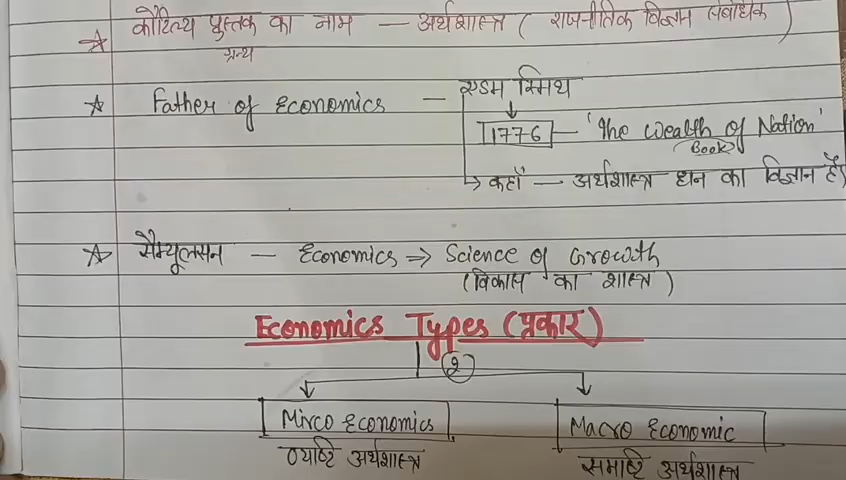 ☆ कौटिल्य पुस्तक का नाम — अर्थशास्त्र ( राजनीतिक विज्ञान संबंधित )
ग्रन्थ
☆ Father of Economics — एडम स्मिथ
1776 — 'The Wealth of Nation'
(Book)
→ कहाँ — अर्थशास्त्र धन का विज्ञान है।
☆ सैम्यूलसन — Economics ⇒ Science of Growth
(विकास का शास्त्र)
Economics Types (प्रकार)
2
Mirco Economics Macro Economic
व्यष्टि अर्थशास्त्र समष्टि अर्थशास्त्र